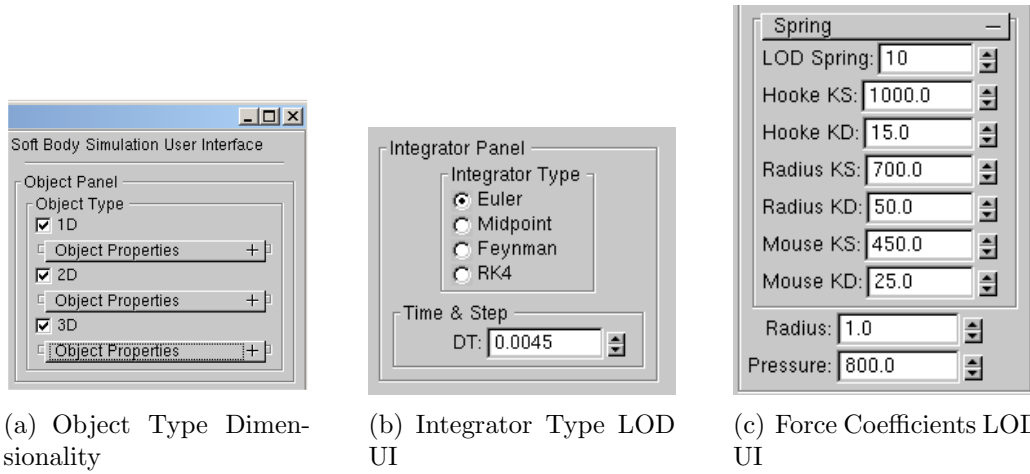 Soft Body Simulation User Interface
Object Panel
Object Type
1D
Object Properties +
2D
Object Properties +
3D
Object Properties +
(a) Object Type Dimen-
sionality
Integrator Panel
Integrator Type
Euler
Midpoint
Feynman
RK4
Time & Step
DT: 0.0045
(b) Integrator Type LOD
UI
Spring −
LOD Spring: 10
Hooke KS: 1000.0
Hooke KD: 15.0
Radius KS: 700.0
Radius KD: 50.0
Mouse KS: 450.0
Mouse KD: 25.0
Radius: 1.0
Pressure: 800.0
(c) Force Coefficients LOD
UI